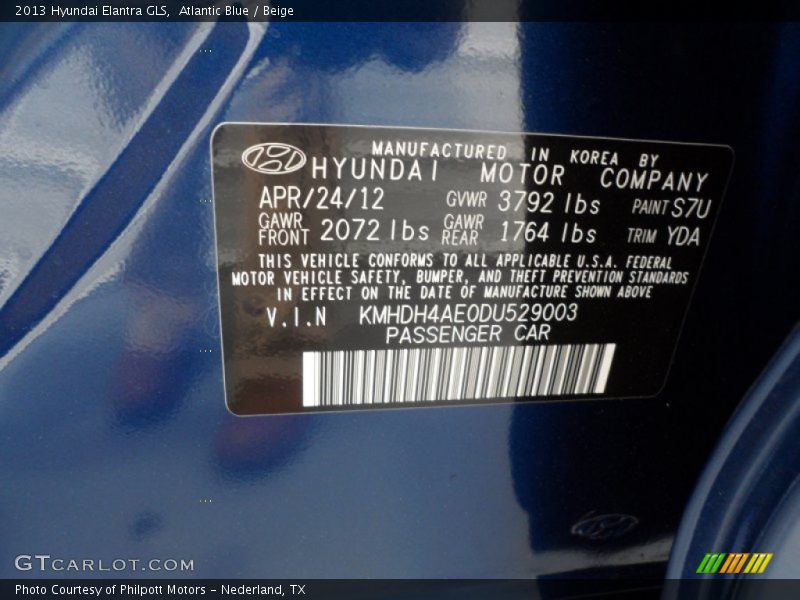 2013 Hyundai Elantra GLS, Atlantic Blue / Beige
MANUFACTURED IN KOREA BY
HYUNDAI MOTOR COMPANY
APR/24/12 GVWR 3792 lbs PAINT S7U
GAWR FRONT 2072 lbs GAWR REAR 1764 lbs TRIM YDA
THIS VEHICLE CONFORMS TO ALL APPLICABLE U.S.A. FEDERAL
MOTOR VEHICLE SAFETY, BUMPER, AND THEFT PREVENTION STANDARDS
IN EFFECT ON THE DATE OF MANUFACTURE SHOWN ABOVE
V.I.N KMHDH4AE0DU529003
PASSENGER CAR
GTCARLOT.COM
Photo Courtesy of Philpott Motors - Nederland, TX